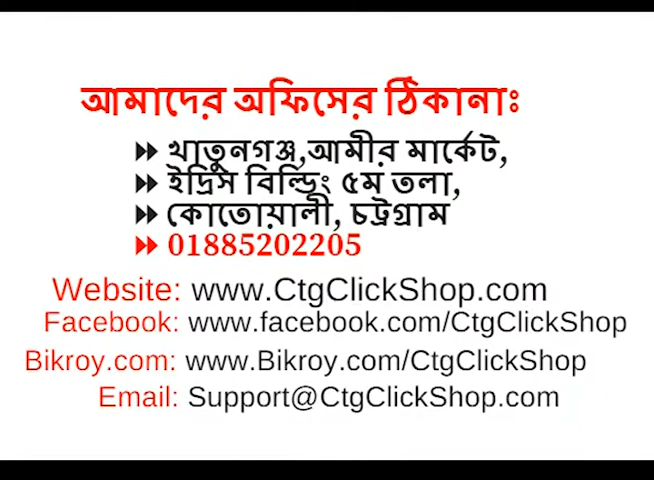 আমাদের অফিসের ঠিকানাঃ
খাতুনগঞ্জ,আমীর মার্কেট,
ইদ্রিস বিল্ডিং ৫ম তলা,
কোতোয়ালী, চট্টগ্রাম
01885202205
Website: www.CtgClickShop.com
Facebook: www.facebook.com/CtgClickShop
Bikroy.com: www.Bikroy.com/CtgClickShop
Email: Support@CtgClickShop.com